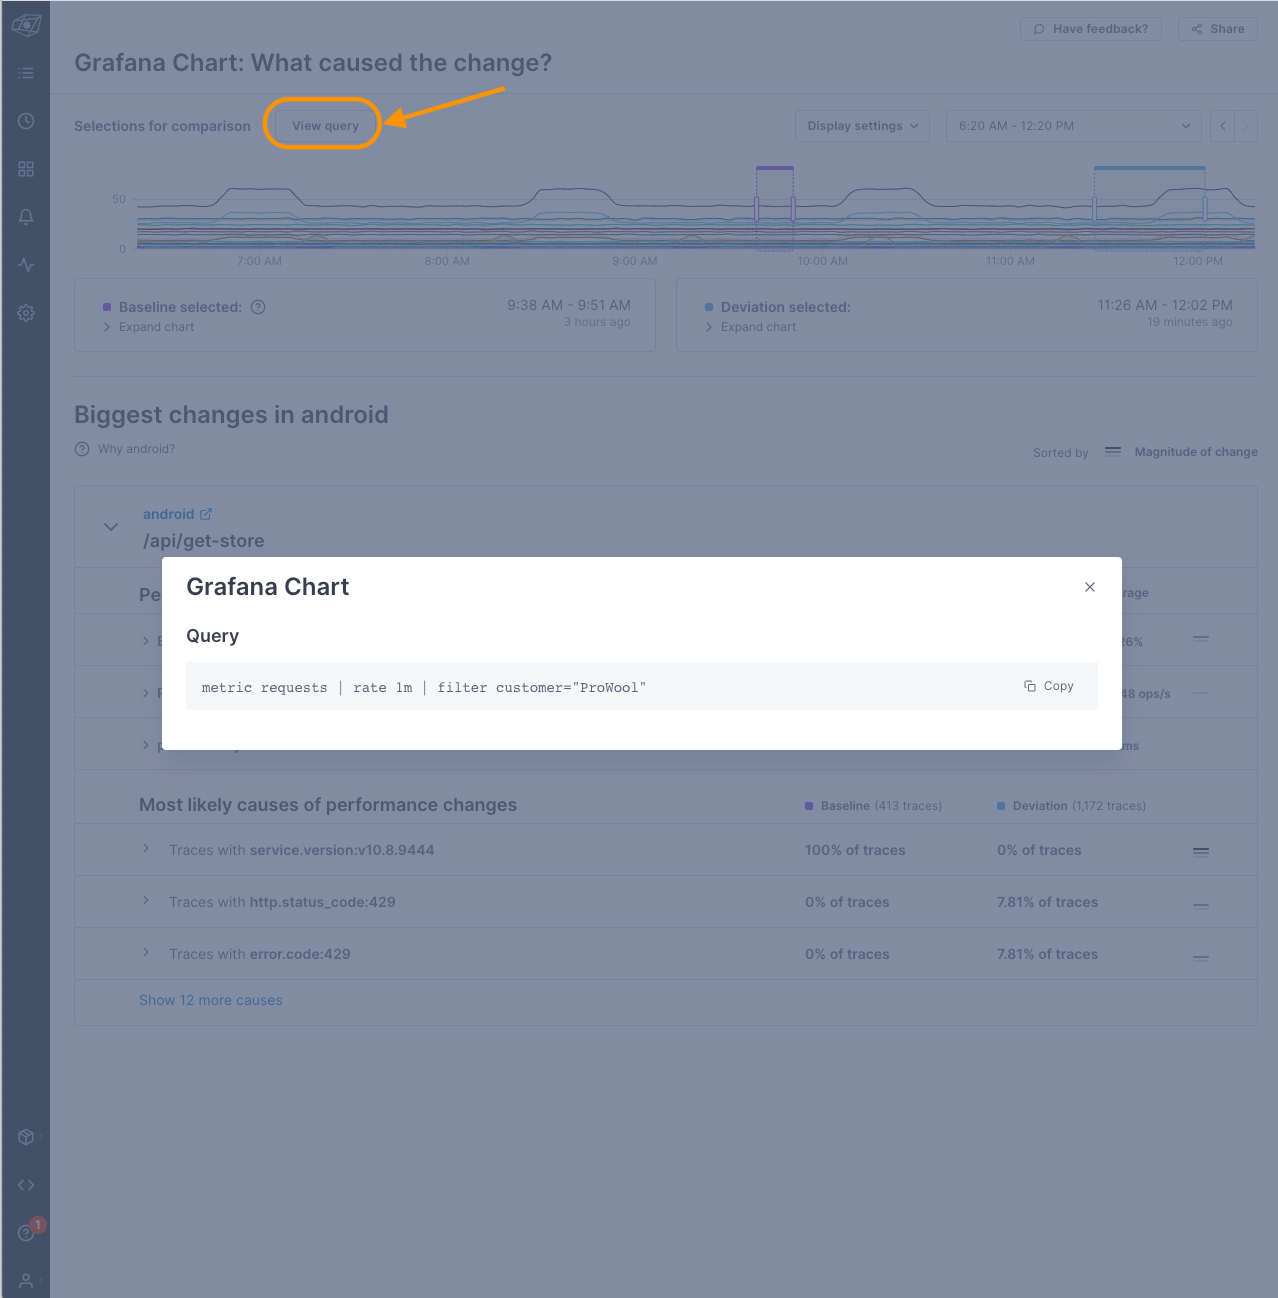 Have feedback?
Share
Grafana Chart: What caused the change?
Selections for comparison
View query
Display settings
6:20 AM - 12:20 PM
50
0
7:00 AM
8:00 AM
9:00 AM
10:00 AM
11:00 AM
12:00 PM
Baseline selected:
9:38 AM - 9:51 AM
Expand chart
3 hours ago
Deviation selected:
11:26 AM - 12:02 PM
Expand chart
19 minutes ago
Biggest changes in android
Why android?
Sorted by
Magnitude of change
android
/api/get-store
Grafana Chart
Query
metric requests | rate 1m | filter customer="ProWool"
Copy
48 ops/s
ms
Most likely causes of performance changes
Baseline (413 traces)
Deviation (1,172 traces)
Traces with service.version:v10.8.9444
100% of traces
0% of traces
Traces with http.status_code:429
0% of traces
7.81% of traces
Traces with error.code:429
0% of traces
7.81% of traces
Show 12 more causes
1